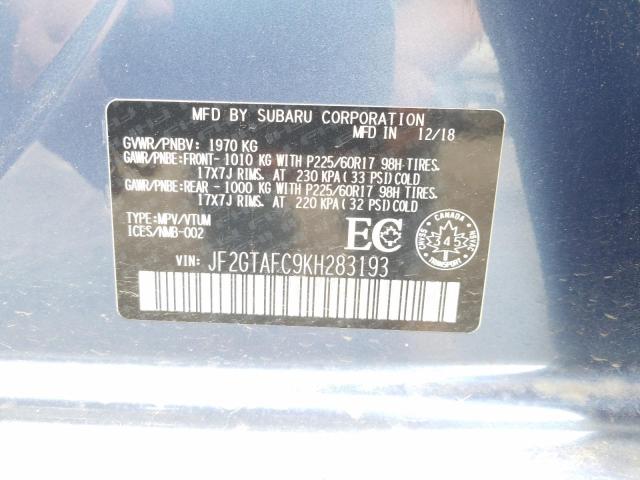 MFD BY SUBARU CORPORATION
MFD IN 12/18
GVWR/PNBV: 1970 KG
GAWR/PNBE:FRONT- 1010 KG WITH P225/60R17 98H TIRES.
17X7J RIMS. AT 230 KPA (33 PSI) COLD
GAWR/PNBE:REAR - 1000 KG WITH P225/60R17 98H TIRES.
17X7J RIMS. AT 220 KPA (32 PSI) COLD
TYPE:MPV/VTUM
ICES/NMB-002
EC
CANADA
345
TRANSPORT
VIN: JF2GTAFC9KH283193